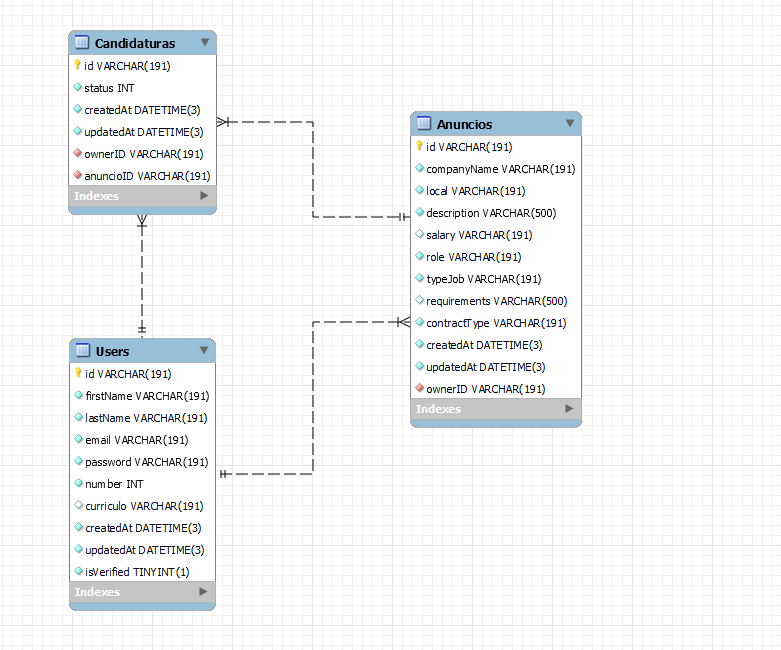 Candidaturas
id VARCHAR(191)
status INT
createdAt DATETIME(3)
updatedAt DATETIME(3)
ownerID VARCHAR(191)
anuncioID VARCHAR(191)
Indexes
Anuncios
id VARCHAR(191)
companyName VARCHAR(191)
local VARCHAR(191)
description VARCHAR(500)
salary VARCHAR(191)
role VARCHAR(191)
typeJob VARCHAR(191)
requirements VARCHAR(500)
contractType VARCHAR(191)
createdAt DATETIME(3)
updatedAt DATETIME(3)
ownerID VARCHAR(191)
Indexes
Users
id VARCHAR(191)
firstName VARCHAR(191)
lastName VARCHAR(191)
email VARCHAR(191)
password VARCHAR(191)
number INT
curriculo VARCHAR(191)
createdAt DATETIME(3)
updatedAt DATETIME(3)
isVerified TINYINT(1)
Indexes